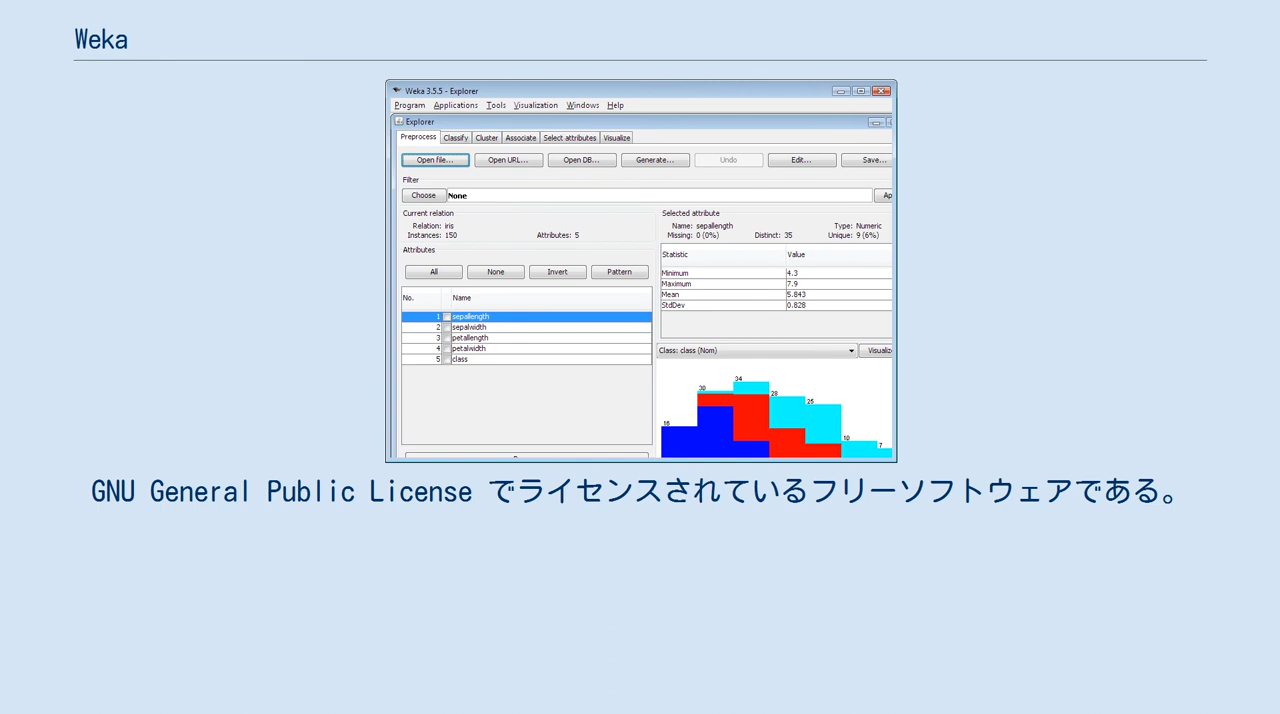 Weka
Weka 3.5.5 - Explorer
Program Applications Tools Visualization Windows Help
Explorer
Preprocess Classify Cluster Associate Select attributes Visualize
Open file... Open URL... Open DB... Generate... Undo Edit... Save...
Filter
Choose None Ap
Current relation
Relation: iris
Instances: 150 Attributes: 5
Attributes
All None Invert Pattern
No. Name
1 sepallength
2 sepalwidth
3 petallength
4 petalwidth
5 class
Selected attribute
Name: sepallength Type: Numeric
Missing: 0 (0%) Distinct: 35 Unique: 9 (6%)
Statistic Value
Minimum 4.3
Maximum 7.9
Mean 5.843
StdDev 0.828
Class: class (Nom) Visualiz
16 30 34 28 25 10 7
GNU General Public License でライセンスされているフリーソフトウェアである。